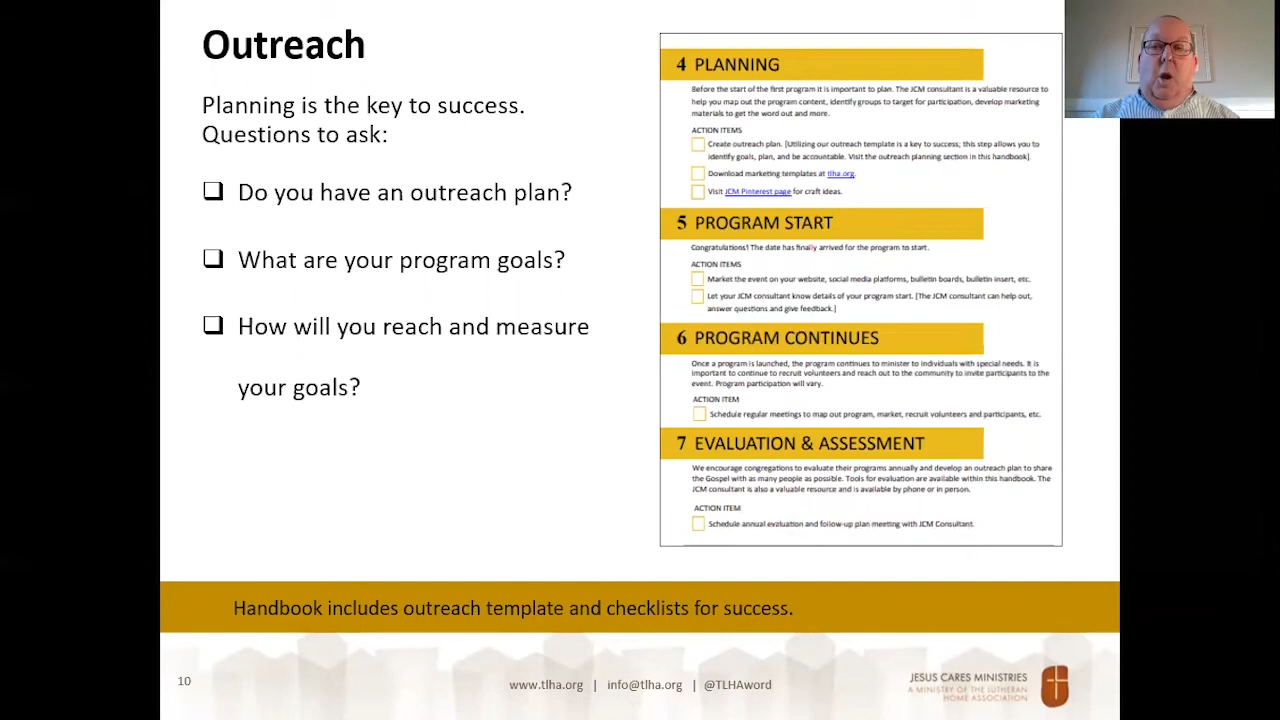 Outreach
Planning is the key to success.
Questions to ask:
❑ Do you have an outreach plan?
❑ What are your program goals?
❑ How will you reach and measure
your goals?
4 PLANNING
Before the start of the first program it is important to plan. The JCM consultant is a valuable resource to
help you map out the program content, identify groups to target for participation, develop marketing
materials to get the word out and more.
ACTION ITEMS
Create outreach plan. [Utilizing our outreach template is a key to success; this step allows you to
identify goals, plan, and be accountable. Visit the outreach planning section in this handbook].
Download marketing templates at tlha.org.
Visit JCM Pinterest page for craft ideas.
5 PROGRAM START
Congratulations! The date has finally arrived for the program to start.
ACTION ITEMS
Market the event on your website, social media platforms, bulletin boards, bulletin insert, etc.
Let your JCM consultant know details of your program start. [The JCM consultant can help out,
answer questions and give feedback.]
6 PROGRAM CONTINUES
Once a program is launched, the program continues to minister to individuals with special needs. It is
important to continue to recruit volunteers and reach out to the community to invite participants to the
event. Program participation will vary.
ACTION ITEM
Schedule regular meetings to map out program, market, recruit volunteers and participants, etc.
7 EVALUATION & ASSESSMENT
We encourage congregations to evaluate their programs annually and develop an outreach plan to share
the Gospel with as many people as possible. Tools for evaluation are available within this handbook. The
JCM consultant is also a valuable resource and is available by phone or in person.
ACTION ITEM
Schedule annual evaluation and follow-up plan meeting with JCM Consultant.
Handbook includes outreach template and checklists for success.
10
www.tlha.org | info@tlha.org | @TLHAword
JESUS CARES MINISTRIES
A MINISTRY OF THE LUTHERAN
HOME ASSOCIATION